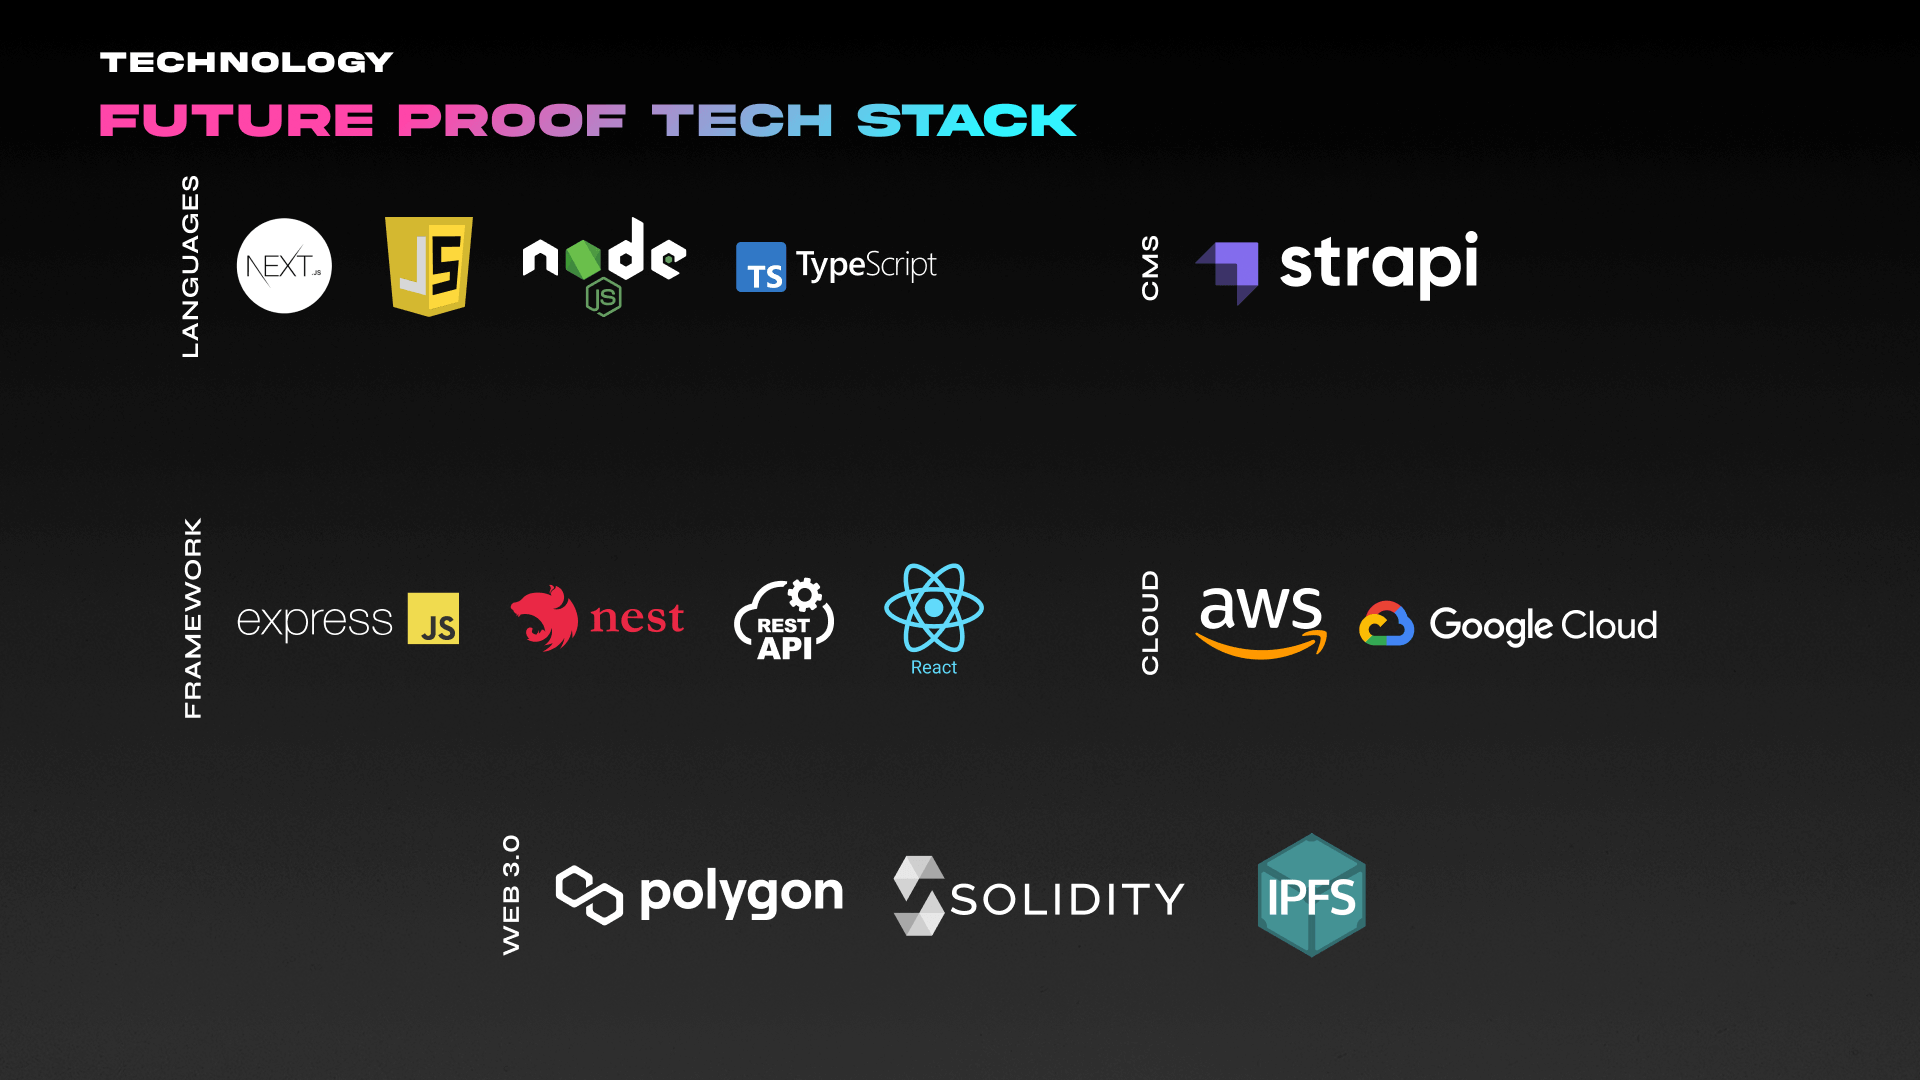 TECHNOLOGY
FUTURE PROOF TECH STACK
LANGUAGES
NEXT.JS
JS
node
JS
TS TypeScript
CMS
strapi
FRAMEWORK
express JS
nest
REST
API
React
CLOUD
aws
Google Cloud
WEB 3.0
polygon
SOLIDITY
IPFS